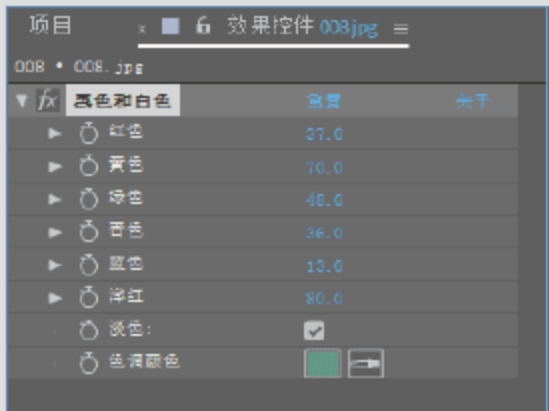 项目 × 效果控件 008jpg ≡
008 • 008.jpg
fx 黑色和白色 重置 关于
红色 37.0
黄色 70.0
绿色 48.0
青色 36.0
蓝色 13.0
洋红 80.0
淡色:
色调颜色